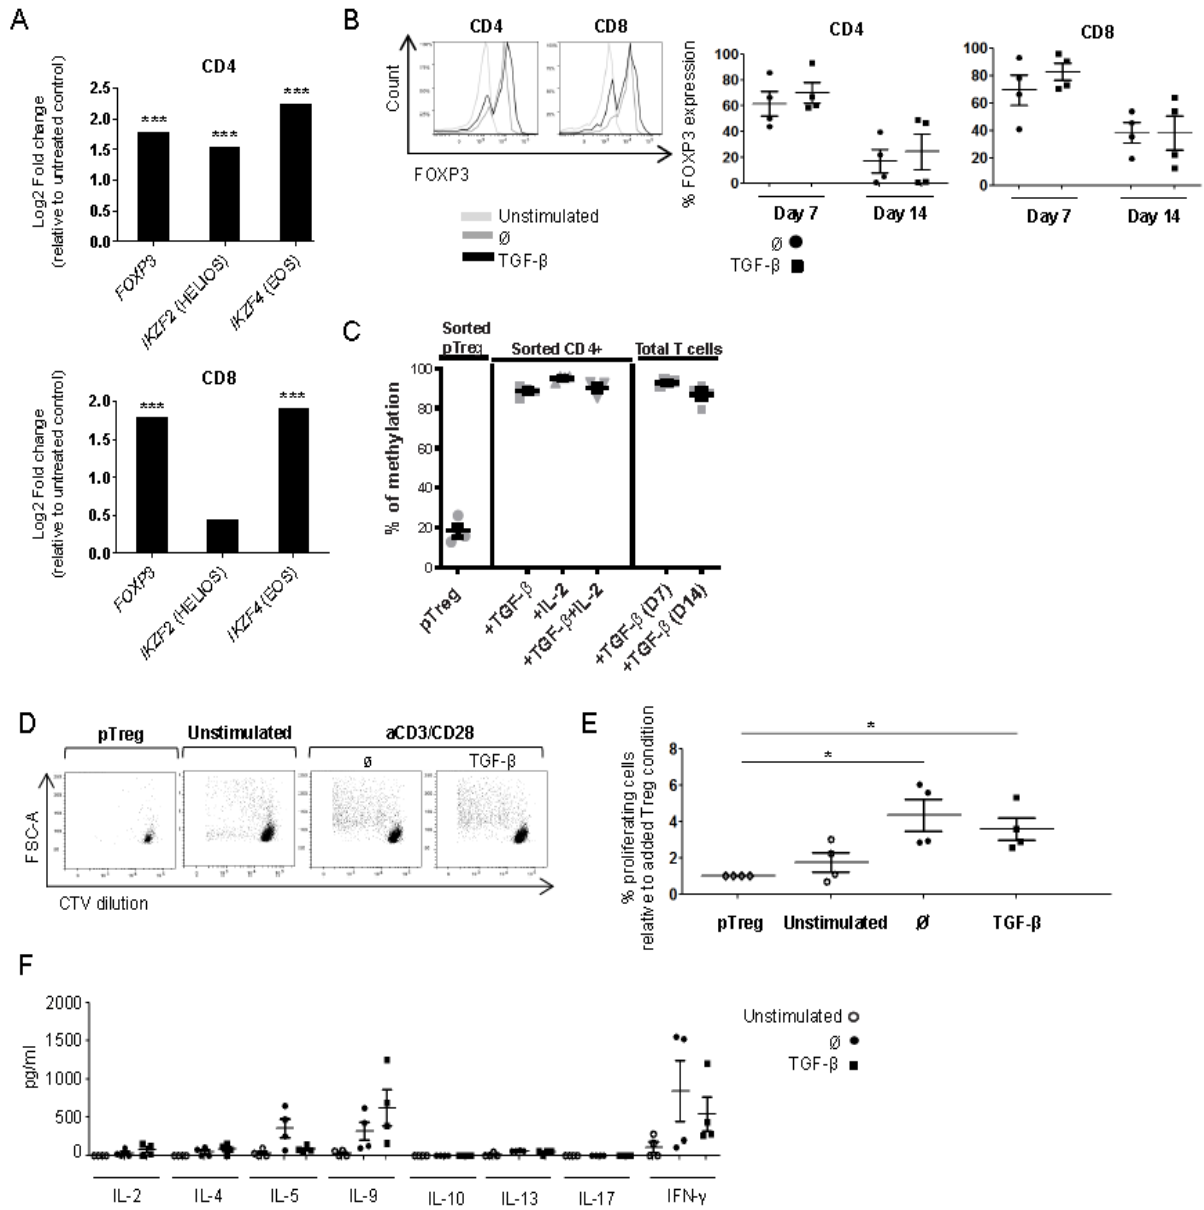 A
CD4
Log2 Fold change
(relative to untreated control)
2.5
2.0
1.5
1.0
0.5
0.0
***
***
***
FOXP3
IKZF2 (HELIOS)
IKZF4 (EOS)
CD8
Log2 Fold change
(relative to untreated control)
2.0
1.5
1.0
0.5
0.0
***
***
FOXP3
IKZF2 (HELIOS)
IKZF4 (EOS)
B
CD4
CD8
Count
FOXP3
Unstimulated
Ø
TGF-β
CD4
% FOXP3 expression
100
80
60
40
20
0
Day 7
Day 14
Ø
TGF-β
CD8
100
80
60
40
20
0
Day 7
Day 14
C
Sorted
pTreg
Sorted CD4+
Total T cells
% of methylation
100
80
60
40
20
0
pTreg
+TGF-β
+IL-2
+TGF-β+IL-2
+TGF-β (D7)
+TGF-β (D14)
D
pTreg
Unstimulated
aCD3/CD28
Ø
TGF-β
FSC-A
CTV dilution
E
% proliferating cells
relative to added Treg condition
8
6
4
2
0
*
*
pTreg
Unstimulated
Ø
TGF-β
F
pg/ml
2000
1500
1000
500
0
IL-2
IL-4
IL-5
IL-9
IL-10
IL-13
IL-17
IFN-γ
Unstimulated
Ø
TGF-β